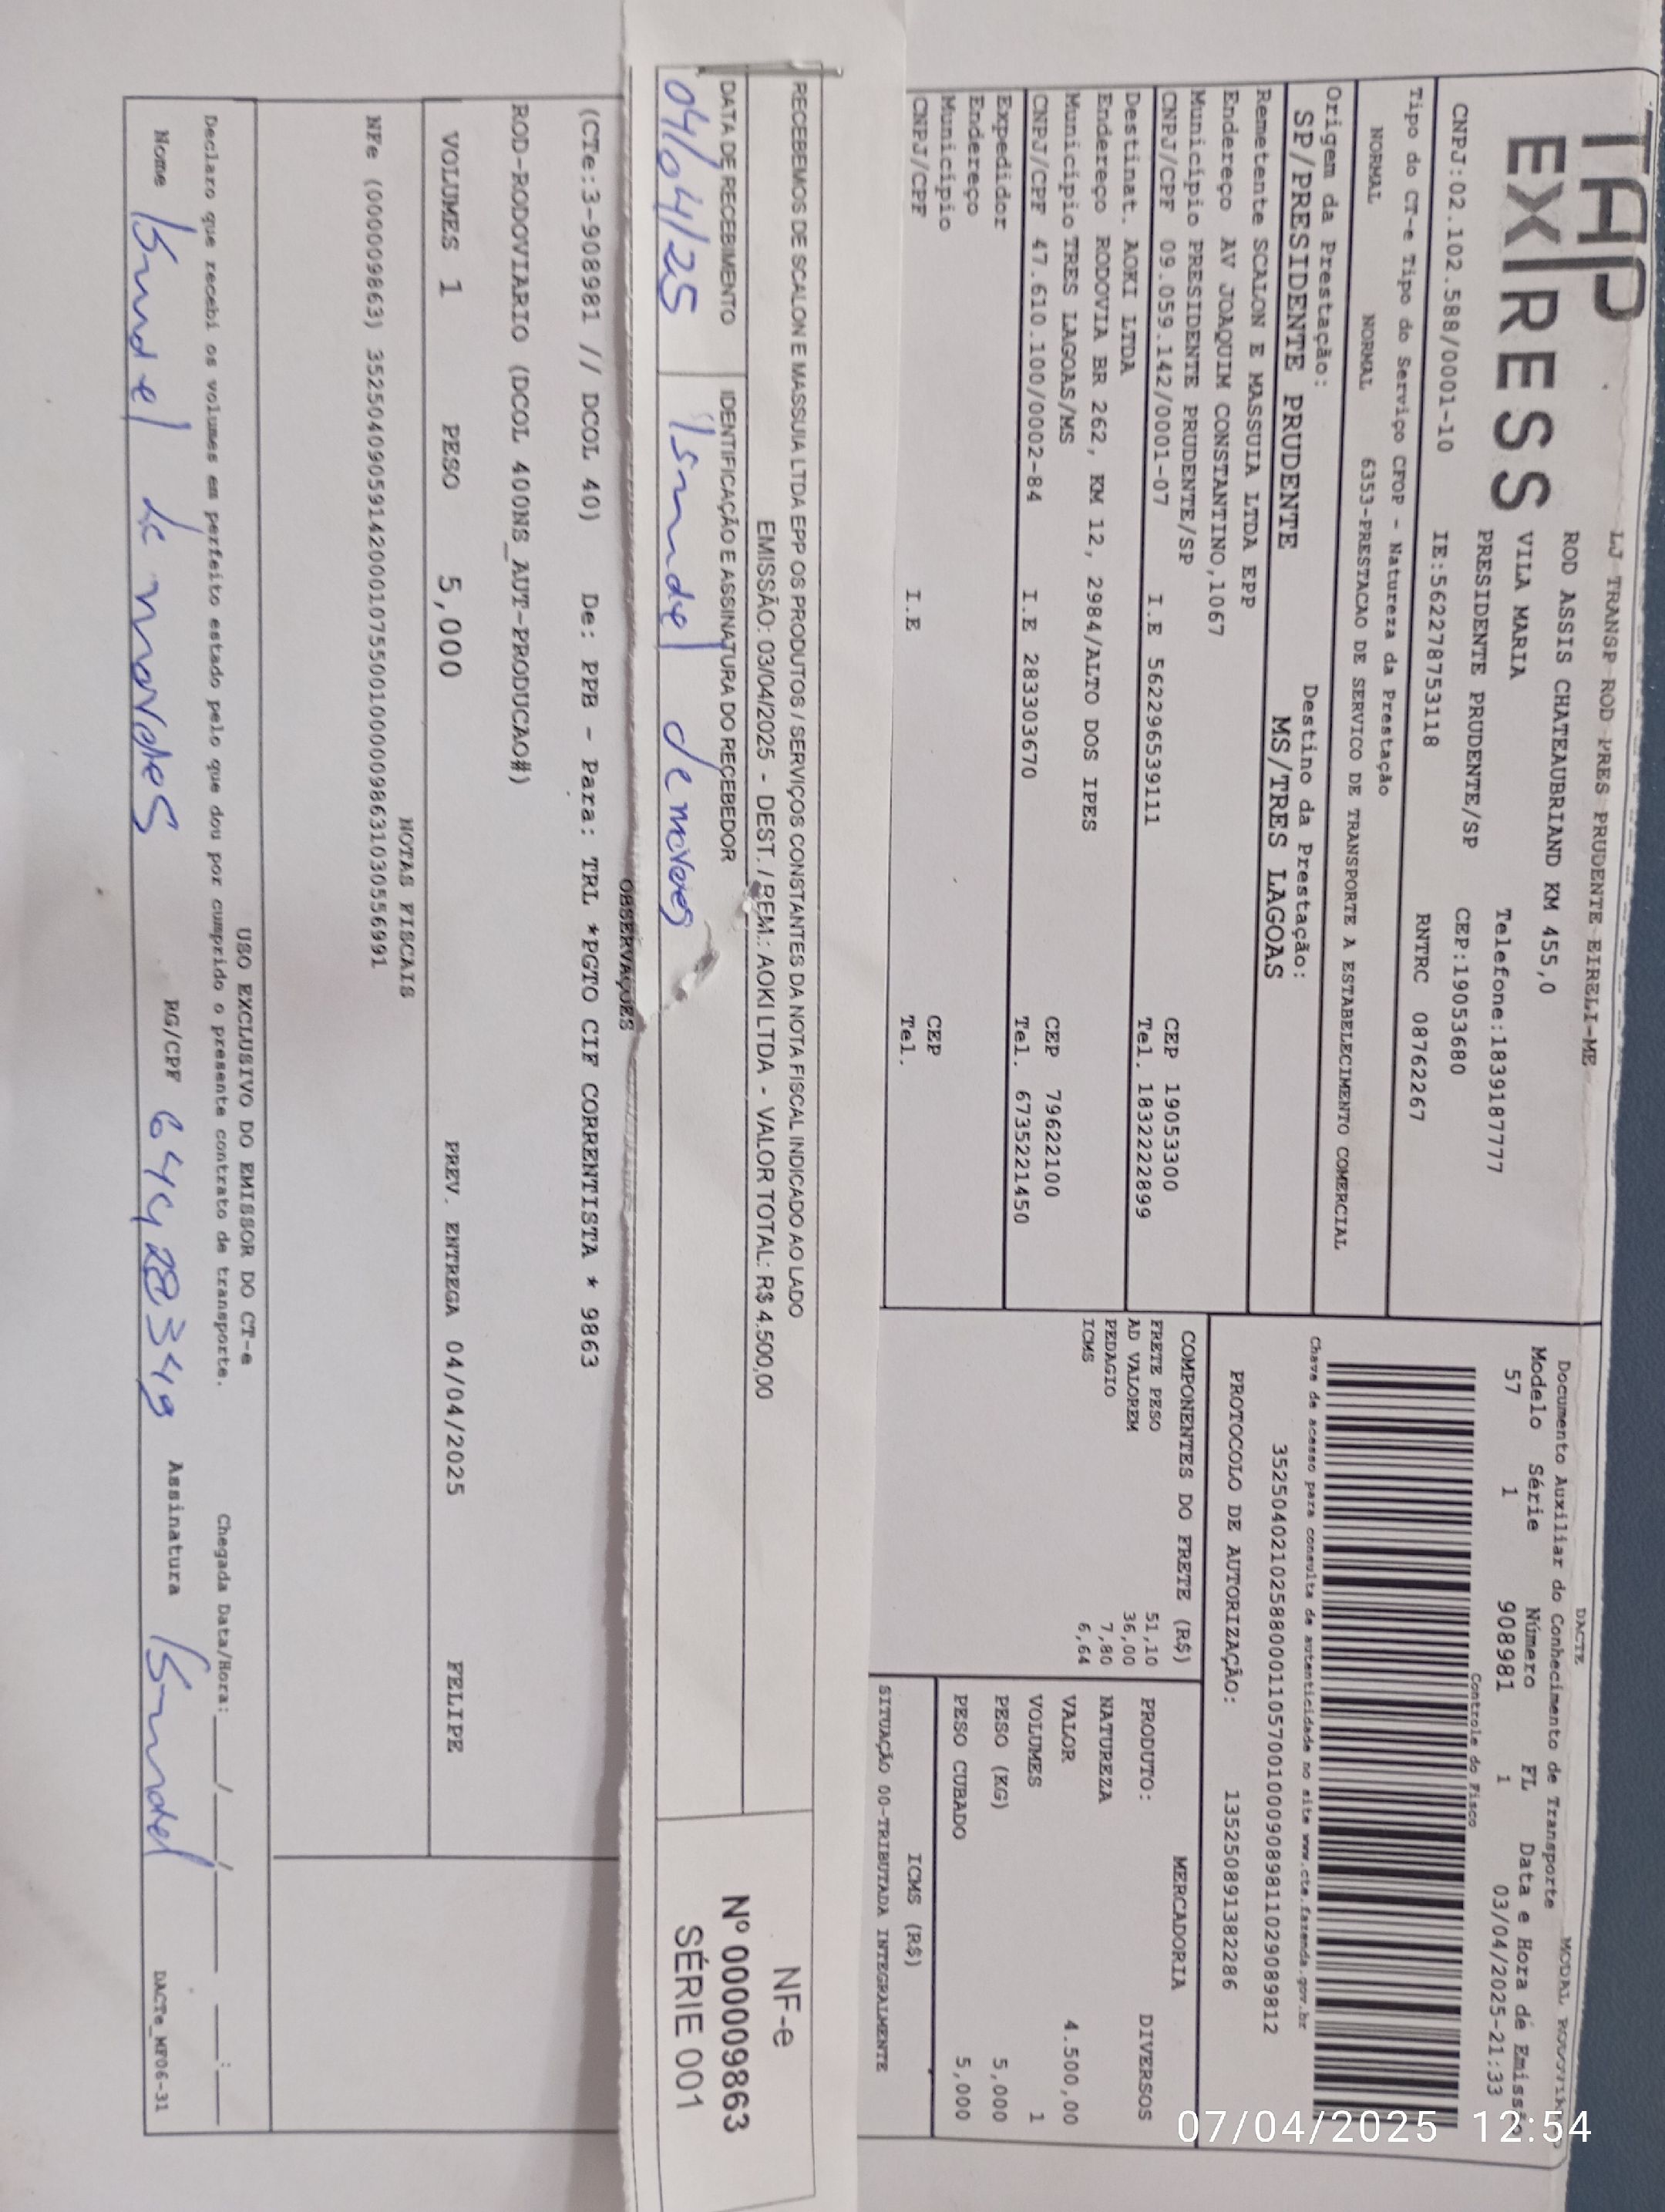 TAP
EXPRESS
LJ TRANSP ROD PRES PRUDENTE EIRELI-ME
ROD ASSIS CHATEAUBRIAND KM 455,0
VILA MARIA Telefone:1839187777
PRESIDENTE PRUDENTE/SP CEP:19053680
CNPJ:02.102.588/0001-10 IE:562278753118 RNTRC 08762267
Tipo do CT-e Tipo do Serviço CFOP - Natureza da Prestação
NORMAL NORMAL 6353-PRESTACAO DE SERVICO DE TRANSPORTE A ESTABELECIMENTO COMERCIAL
Origem da Prestação: Destino da Prestação:
SP/PRESIDENTE PRUDENTE MS/TRES LAGOAS
Remetente SCALON E MASSUIA LTDA EPP
Endereço AV JOAQUIM CONSTANTINO,1067
Município PRESIDENTE PRUDENTE/SP CEP 19053300
CNPJ/CPF 09.059.142/0001-07 I.E 562296539111 Tel. 1832222899
Destinat. AOKI LTDA
Endereço RODOVIA BR 262, KM 12, 2984/ALTO DOS IPES
Município TRES LAGOAS/MS CEP 79622100
CNPJ/CPF 47.610.100/0002-84 I.E 283303670 Tel. 6735221450
Expedidor
Endereço
Município CEP
CNPJ/CPF I.E Tel.
DACTE
Documento Auxiliar do Conhecimento de Transporte MODAL
Modelo Série Número FL Data e Hora de Emissão
57 1 908981 1 03/04/2025-21:33
Controle do Fisco
Chave de acesso para consulta de autenticidade no site www.cte.fazenda.gov.br
35250402102588000110570010009089811029089812
PROTOCOLO DE AUTORIZAÇÃO: 135250891382286
COMPONENTES DO FRETE (R$)
FRETE PESO 51,10
AD VALOREM 36,00
PEDAGIO 7,80
ICMS 6,64
MERCADORIA
PRODUTO: DIVERSOS
NATUREZA
VALOR 4.500,00
VOLUMES 1
PESO (KG) 5,000
PESO CUBADO 5,000
ICMS (R$)
SITUAÇÃO 00-TRIBUTADA INTEGRALMENTE
RECEBEMOS DE SCALON E MASSUIA LTDA EPP OS PRODUTOS / SERVIÇOS CONSTANTES DA NOTA FISCAL INDICADO AO LADO
EMISSÃO: 03/04/2025 - DEST. / REM.: AOKI LTDA - VALOR TOTAL: R$ 4.500,00
DATA DE RECEBIMENTO IDENTIFICAÇÃO E ASSINATURA DO RECEBEDOR
04/04/25 Ismael de moraes
NF-e
Nº 000009863
SÉRIE 001
OBSERVAÇÕES
(CTe:3-908981 // DCOL 40) De: PPB - Para: TRL *PGTO CIF CORRENTISTA * 9863
ROD-RODOVIARIO (DCOL 400NS_AUT-PRODUCAO#)
VOLUMES 1 PESO 5,000 PREV. ENTREGA 04/04/2025 FELIPE
NOTAS FISCAIS
NFe (000009863) 35250409059142000107550010000098631030556991
USO EXCLUSIVO DO EMISSOR DO CT-e
Declaro que recebi os volumes em perfeito estado pelo que dou por cumprido o presente contrato de transporte. Chegada Data/Hora:____/____/____ ___:___
Nome Ismael de moraes RG/CPF Assinatura Ismael DACTe_MF06-31
07/04/2025 12:54